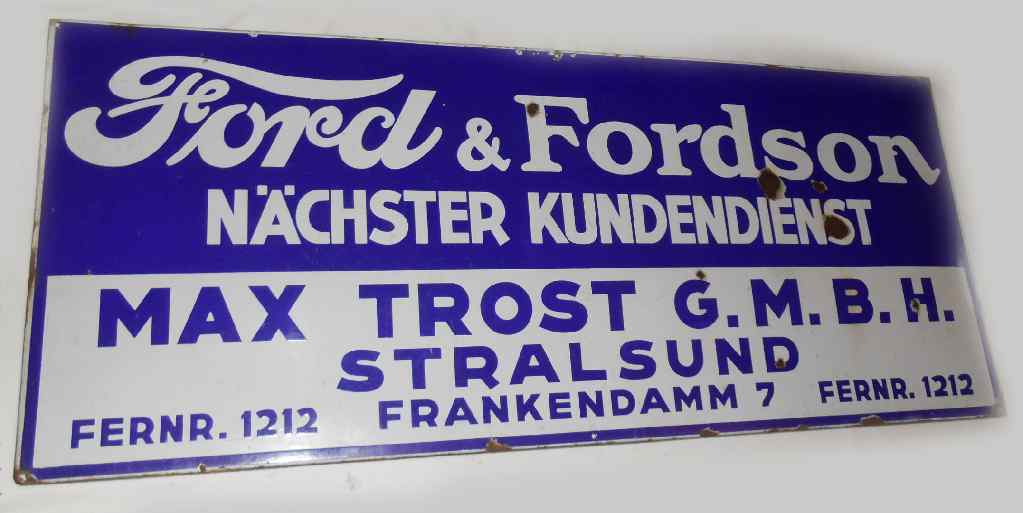 Ford & Fordson
NÄCHSTER KUNDENDIENST
MAX TROST G.M.B.H.
STRALSUND
FERNR. 1212 FRANKENDAMM 7 FERNR. 1212